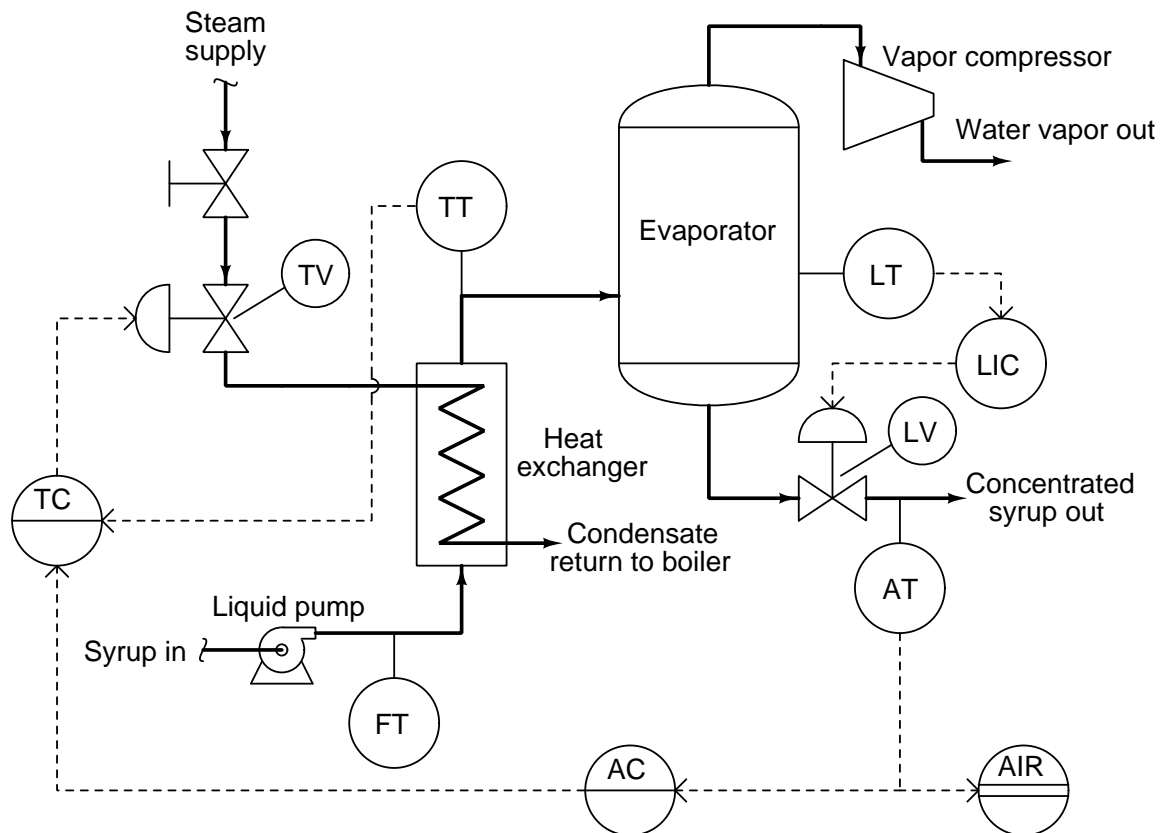 Steam
supply
Vapor compressor
Water vapor out
TT
Evaporator
TV
LT
LIC
Heat
exchanger
LV
TC
Concentrated
syrup out
Condensate
return to boiler
AT
Liquid pump
Syrup in
FT
AC
AIR